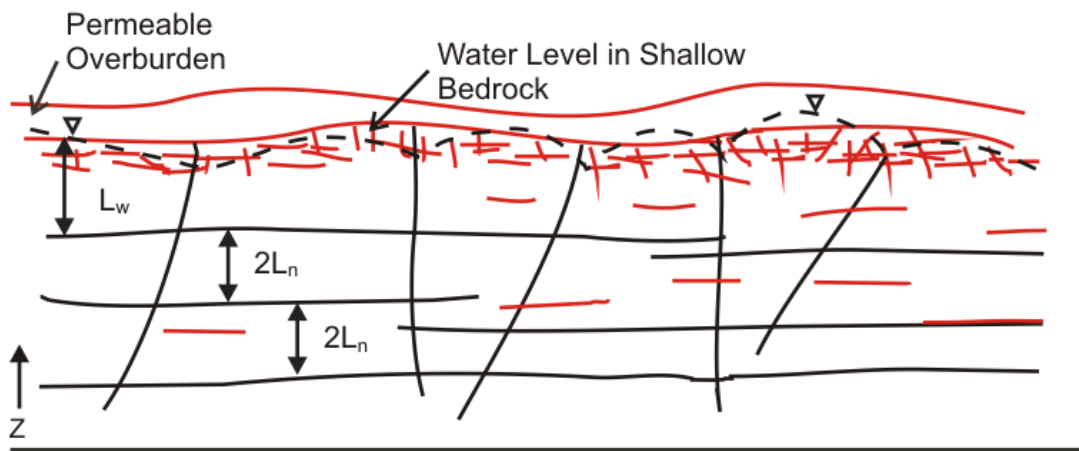 Permeable
Overburden
Water Level in Shallow
Bedrock
Lw
2Ln
2Ln
Z